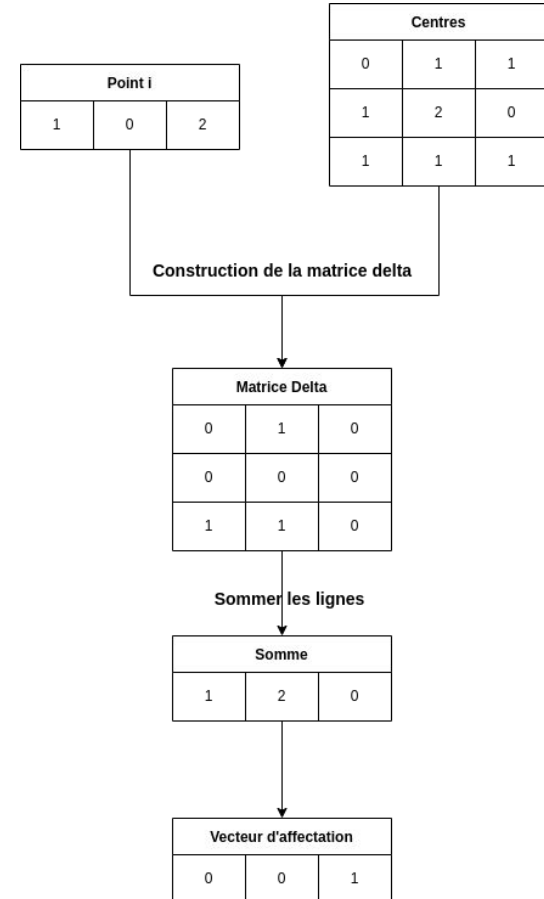 Centres
0 1 1
1 2 0
1 1 1
Point i
1 0 2
Construction de la matrice delta
Matrice Delta
0 1 0
0 0 0
1 1 0
Sommer les lignes
Somme
1 2 0
Vecteur d'affectation
0 0 1